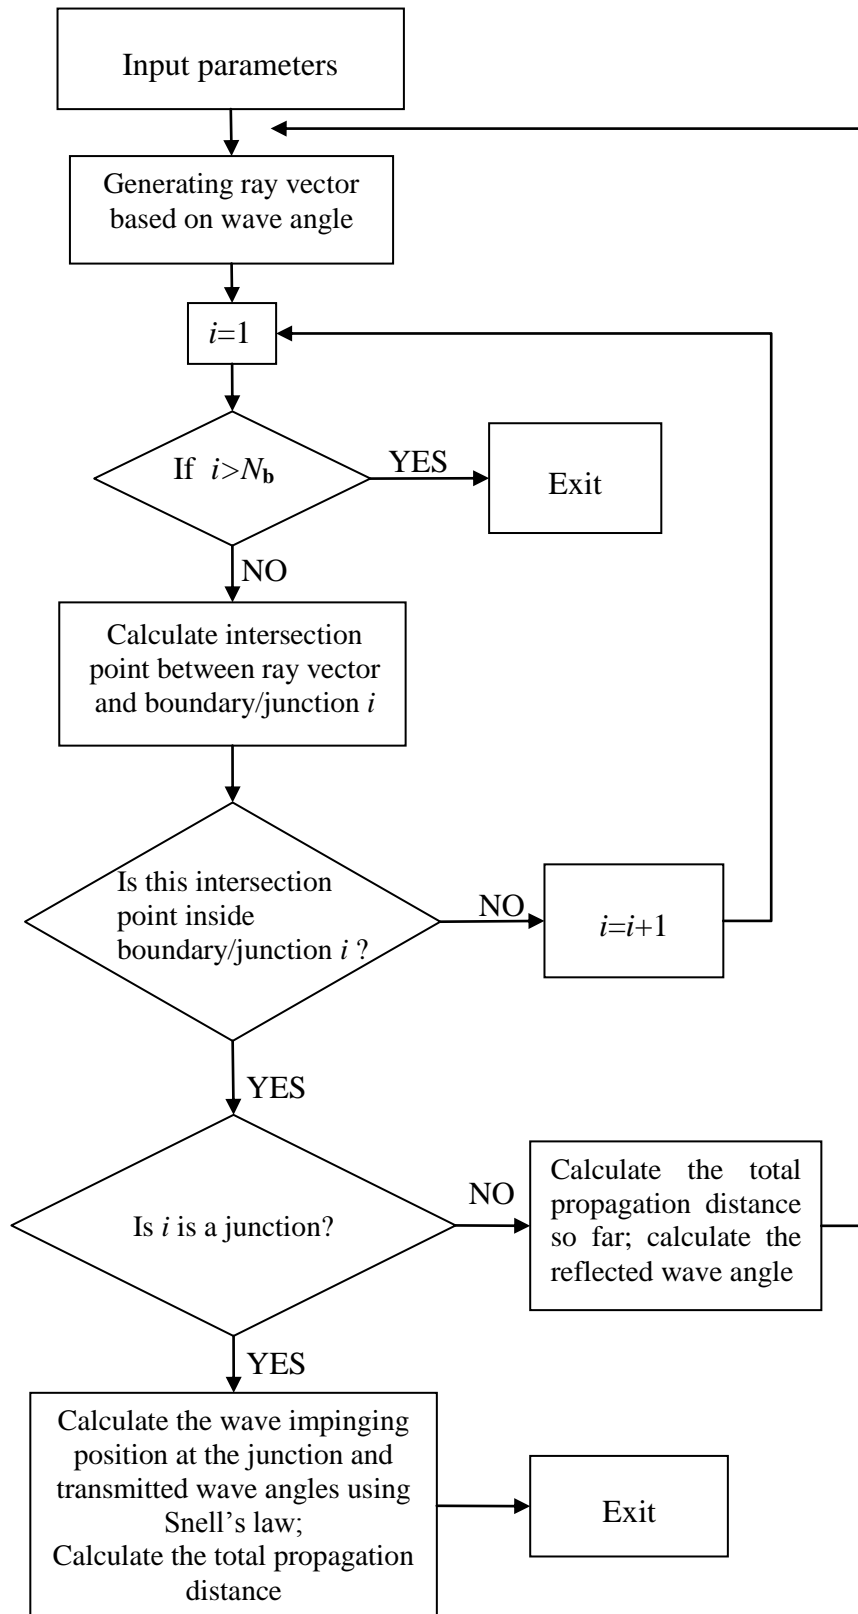 Input parameters
Generating ray vector
based on wave angle
i=1
If i>Nb
YES
Exit
NO
Calculate intersection
point between ray vector
and boundary/junction i
Is this intersection
point inside
boundary/junction i ?
NO
i=i+1
YES
Is i is a junction?
NO
Calculate the total
propagation distance
so far; calculate the
reflected wave angle
YES
Calculate the wave impinging
position at the junction and
transmitted wave angles using
Snell’s law;
Calculate the total propagation
distance
Exit